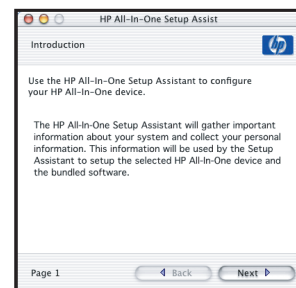 HP All-In-One Setup Assist
Introduction
hp
Use the HP All-In-One Setup Assistant to configure
your HP All-In-One device.
The HP All-In-One Setup Assistant will gather important
information about your system and collect your personal
information. This information will be used by the Setup
Assistant to setup the selected HP All-In-One device and
the bundled software.
Page 1
Back
Next